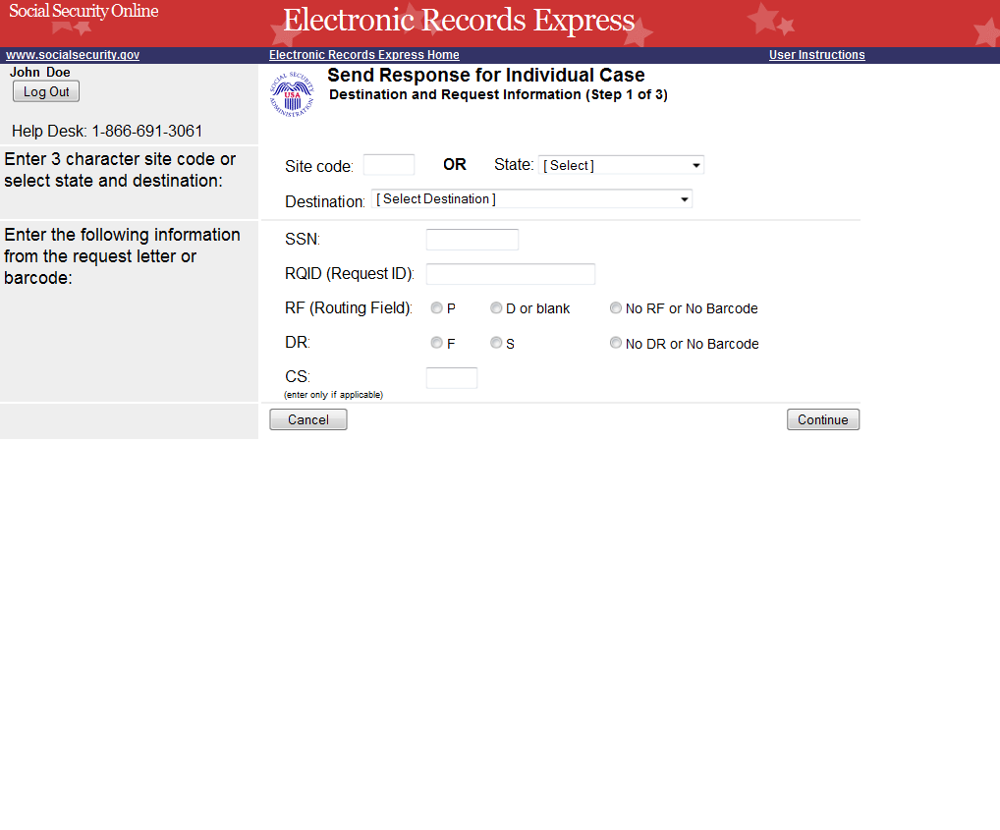 Social Security Online
Electronic Records Express
www.socialsecurity.gov
Electronic Records Express Home
User Instructions
John Doe
Log Out
Help Desk: 1-866-691-3061
SOCIAL SECURITY ADMINISTRATION
USA
Send Response for Individual Case
Destination and Request Information (Step 1 of 3)
Enter 3 character site code or
select state and destination:
Site code: OR State: [ Select ]
Destination: [ Select Destination ]
Enter the following information
from the request letter or
barcode:
SSN:
RQID (Request ID):
RF (Routing Field): P D or blank No RF or No Barcode
DR: F S No DR or No Barcode
CS:
(enter only if applicable)
Cancel
Continue